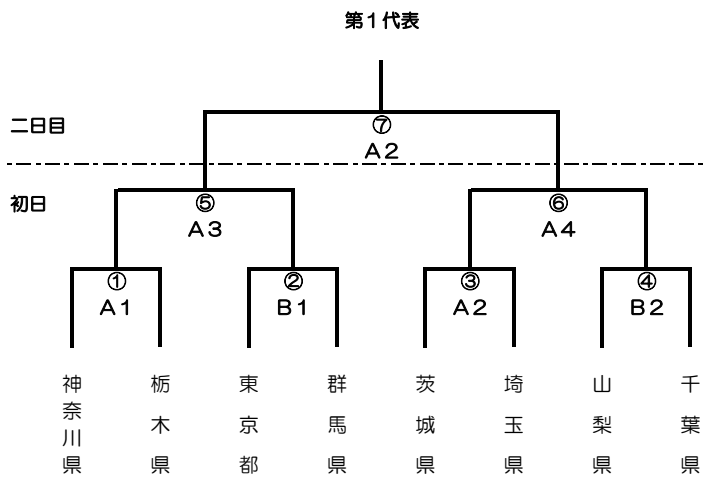 第1代表
二日目
⑦
A2
初日
⑤
A3
⑥
A4
①
A1
②
B1
③
A2
④
B2
神奈川県
栃木県
東京都
群馬県
茨城県
埼玉県
山梨県
千葉県